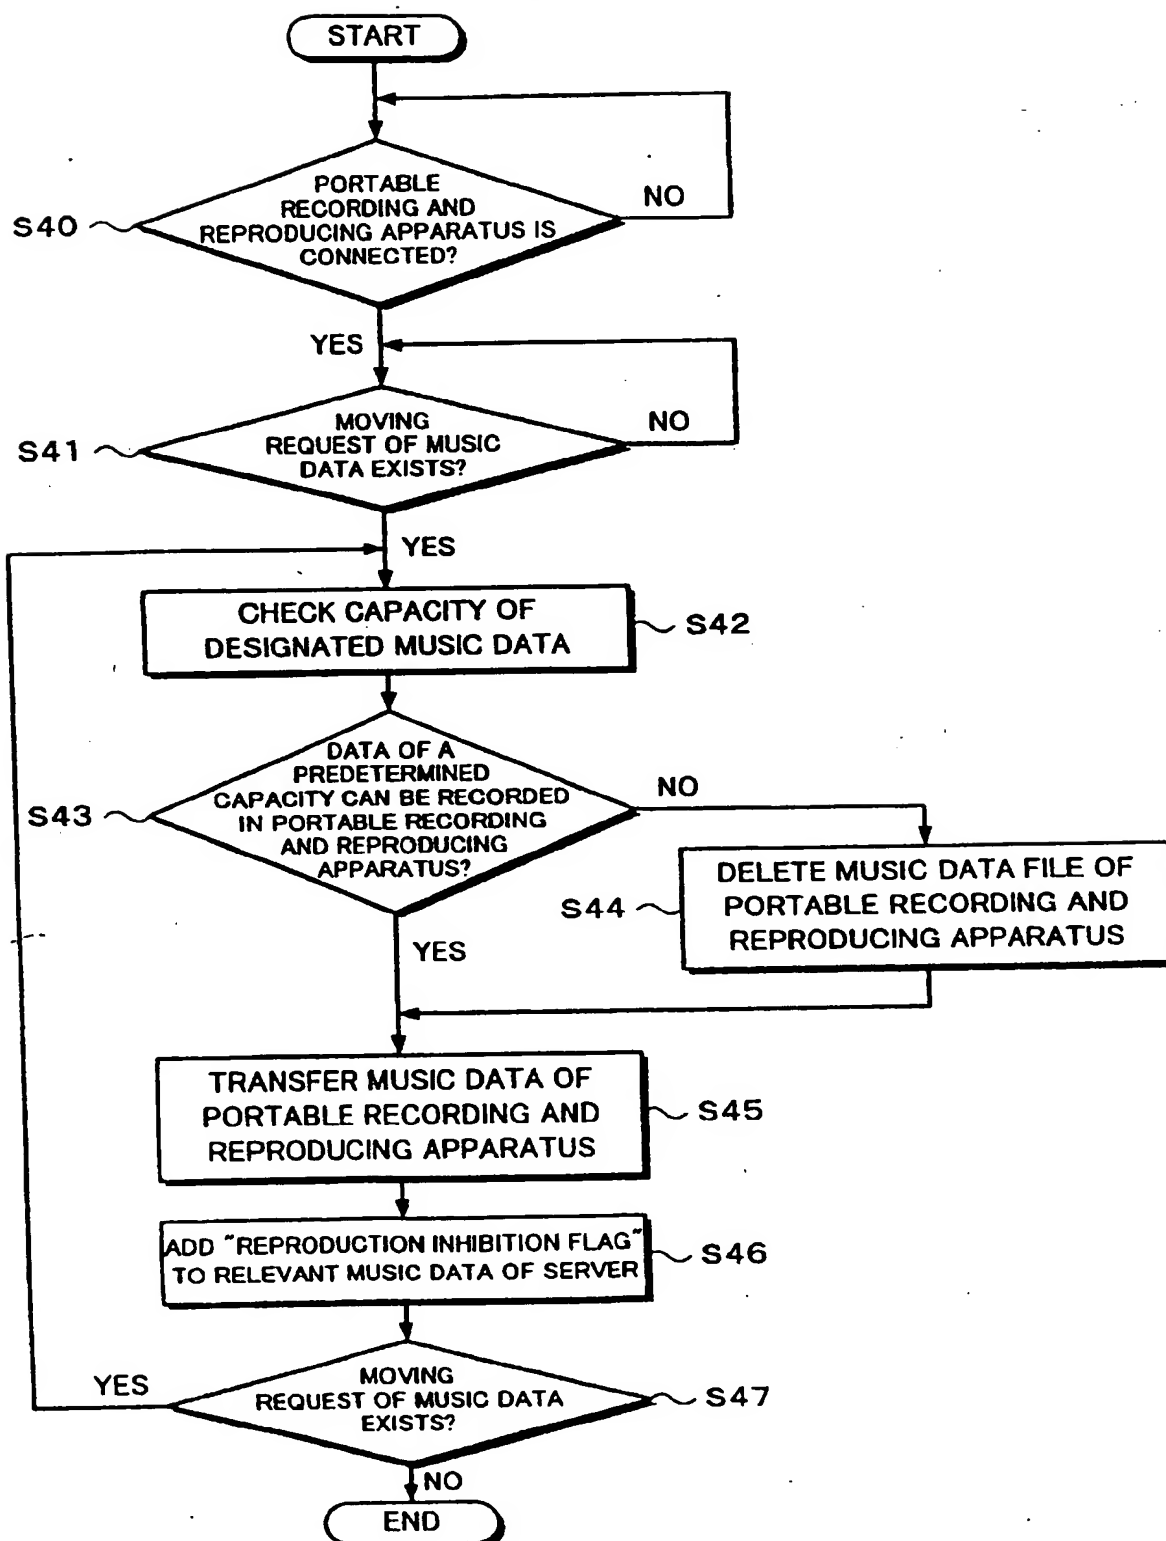 START
PORTABLE
RECORDING AND
REPRODUCING APPARATUS IS
CONNECTED?
NO
S40
YES
MOVING
REQUEST OF MUSIC
DATA EXISTS?
NO
S41
YES
CHECK CAPACITY OF
DESIGNATED MUSIC DATA
S42
DATA OF A
PREDETERMINED
CAPACITY CAN BE RECORDED
IN PORTABLE RECORDING
AND REPRODUCING
APPARATUS?
NO
S43
DELETE MUSIC DATA FILE OF
PORTABLE RECORDING AND
REPRODUCING APPARATUS
S44
YES
TRANSFER MUSIC DATA OF
PORTABLE RECORDING AND
REPRODUCING APPARATUS
S45
ADD "REPRODUCTION INHIBITION FLAG"
TO RELEVANT MUSIC DATA OF SERVER
S46
YES
MOVING
REQUEST OF MUSIC DATA
EXISTS?
S47
NO
END